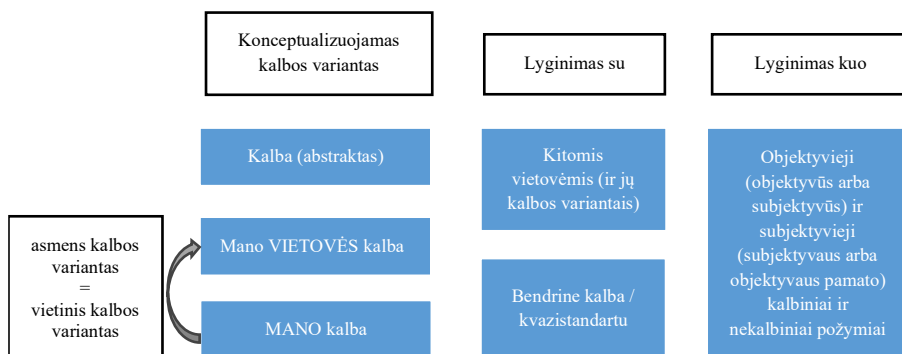 Konceptualizuojamas
kalbos variantas
Lyginimas su
Lyginimas kuo
Kalba (abstraktas)
Kitomis
vietovėmis (ir jų
kalbos variantais)
Objektyvieji
(objektyvūs arba
subjektyvūs) ir
subjektyvieji
(subjektyvaus arba
objektyvaus pamato)
kalbiniai ir
nekalbiniai požymiai
asmens kalbos
variantas
=
vietinis kalbos
variantas
Mano VIETOVĖS kalba
MANO kalba
Bendrine kalba /
kvazistandartu